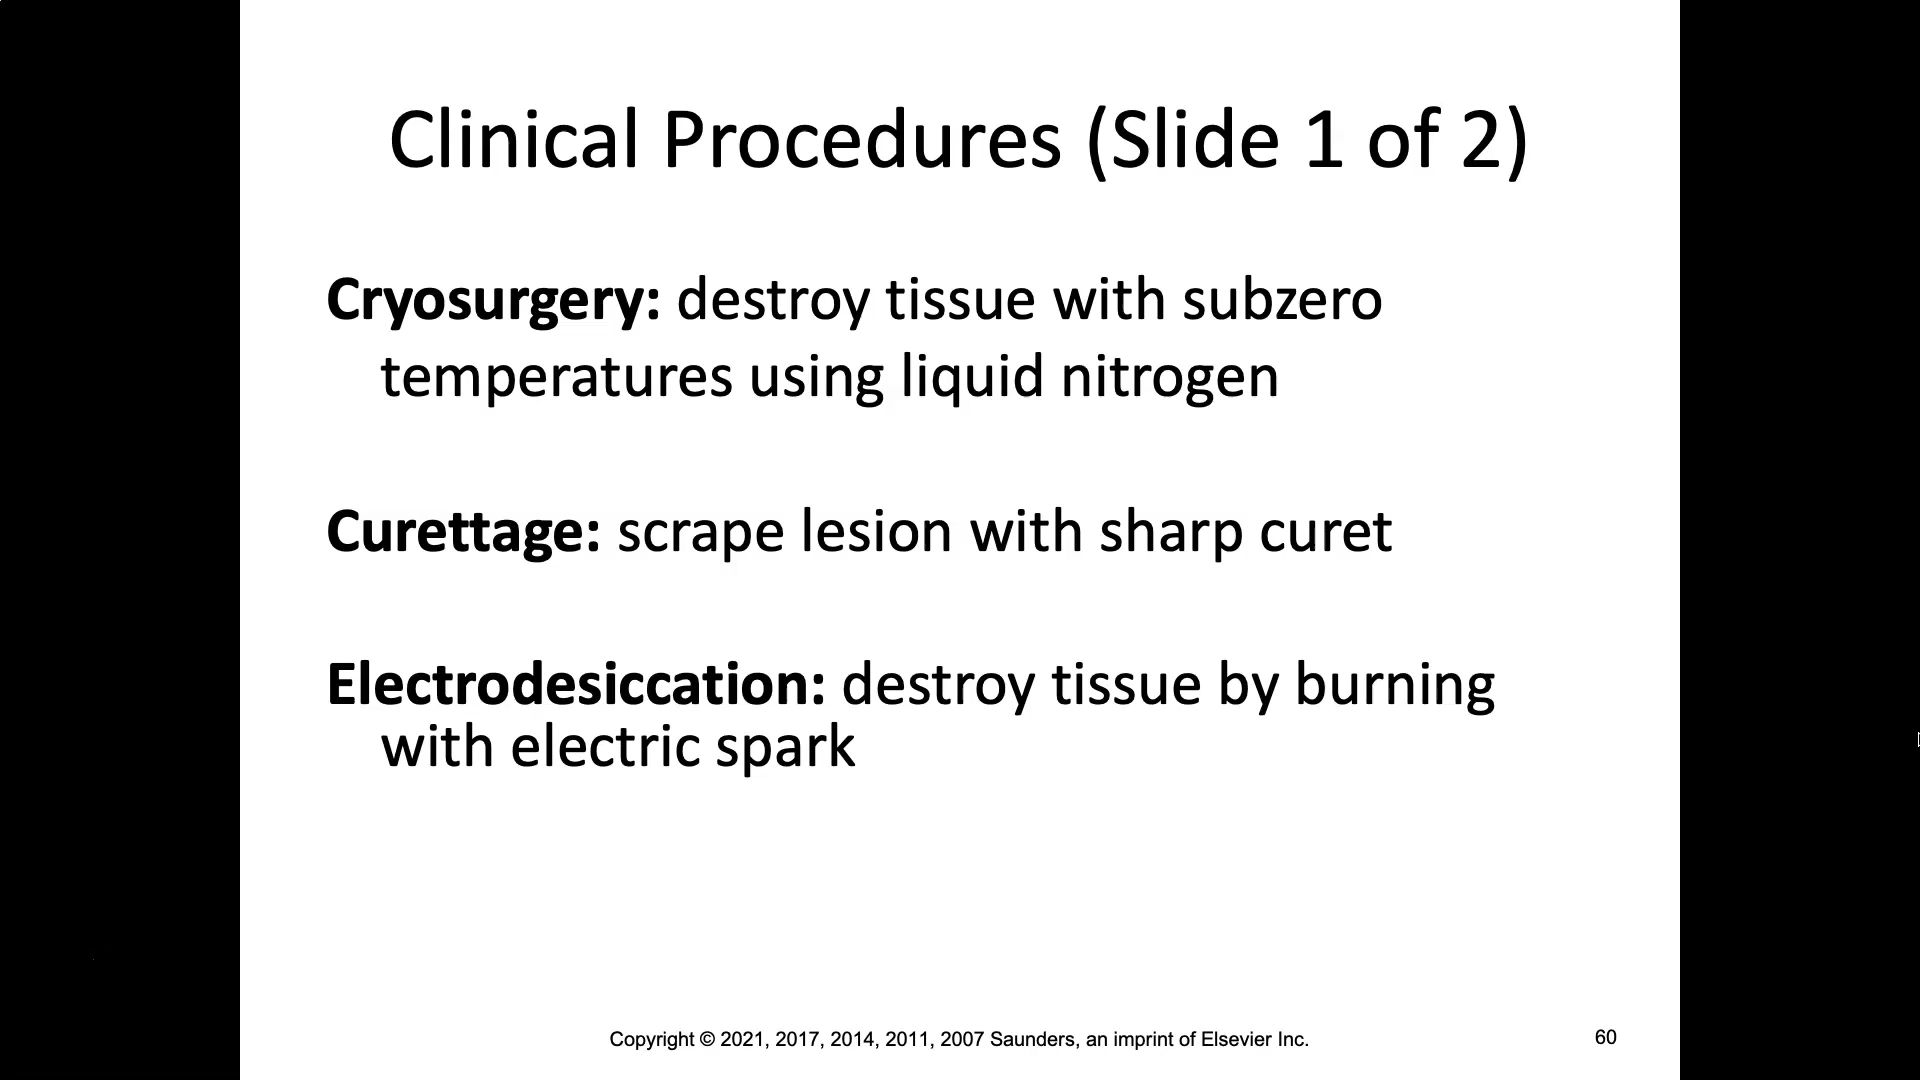 Clinical Procedures (Slide 1 of 2)
Cryosurgery: destroy tissue with subzero
temperatures using liquid nitrogen
Curettage: scrape lesion with sharp curet
Electrodesiccation: destroy tissue by burning
with electric spark
Copyright © 2021, 2017, 2014, 2011, 2007 Saunders, an imprint of Elsevier Inc.
60